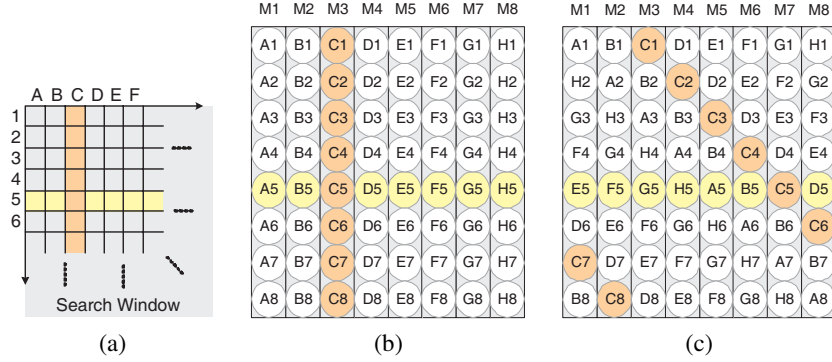 A B C D E F
1
2
3
4
5
6
Search Window
(a)
M1 M2 M3 M4 M5 M6 M7 M8
A1 B1 C1 D1 E1 F1 G1 H1
A2 B2 C2 D2 E2 F2 G2 H2
A3 B3 C3 D3 E3 F3 G3 H3
A4 B4 C4 D4 E4 F4 G4 H4
A5 B5 C5 D5 E5 F5 G5 H5
A6 B6 C6 D6 E6 F6 G6 H6
A7 B7 C7 D7 E7 F7 G7 H7
A8 B8 C8 D8 E8 F8 G8 H8
(b)
M1 M2 M3 M4 M5 M6 M7 M8
A1 B1 C1 D1 E1 F1 G1 H1
H2 A2 B2 C2 D2 E2 F2 G2
G3 H3 A3 B3 C3 D3 E3 F3
F4 G4 H4 A4 B4 C4 D4 E4
E5 F5 G5 H5 A5 B5 C5 D5
D6 E6 F6 G6 H6 A6 B6 C6
C7 D7 E7 F7 G7 H7 A7 B7
B8 C8 D8 E8 F8 G8 H8 A8
(c)